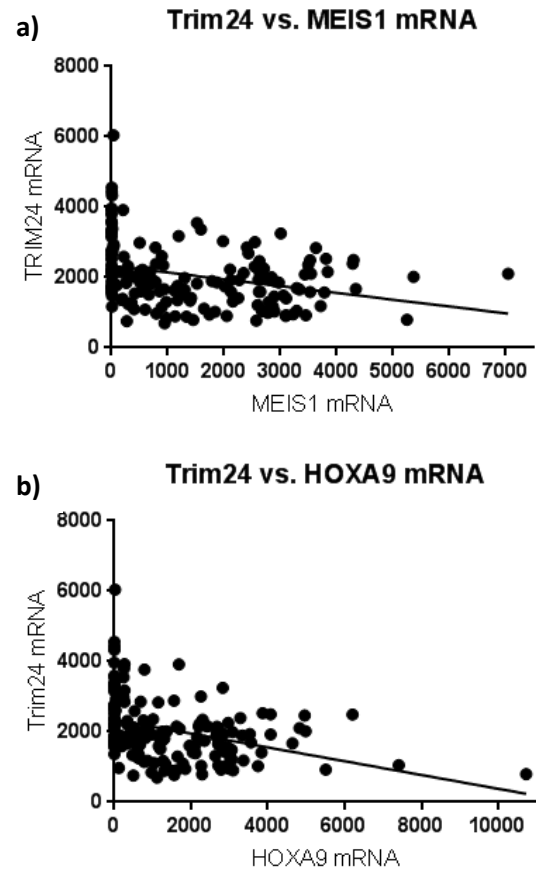 a)
Trim24 vs. MEIS1 mRNA
8000
6000
4000
2000
0
TRIM24 mRNA
0 1000 2000 3000 4000 5000 6000 7000
MEIS1 mRNA
b)
Trim24 vs. HOXA9 mRNA
8000
6000
4000
2000
0
Trim24 mRNA
0 2000 4000 6000 8000 10000
HOXA9 mRNA